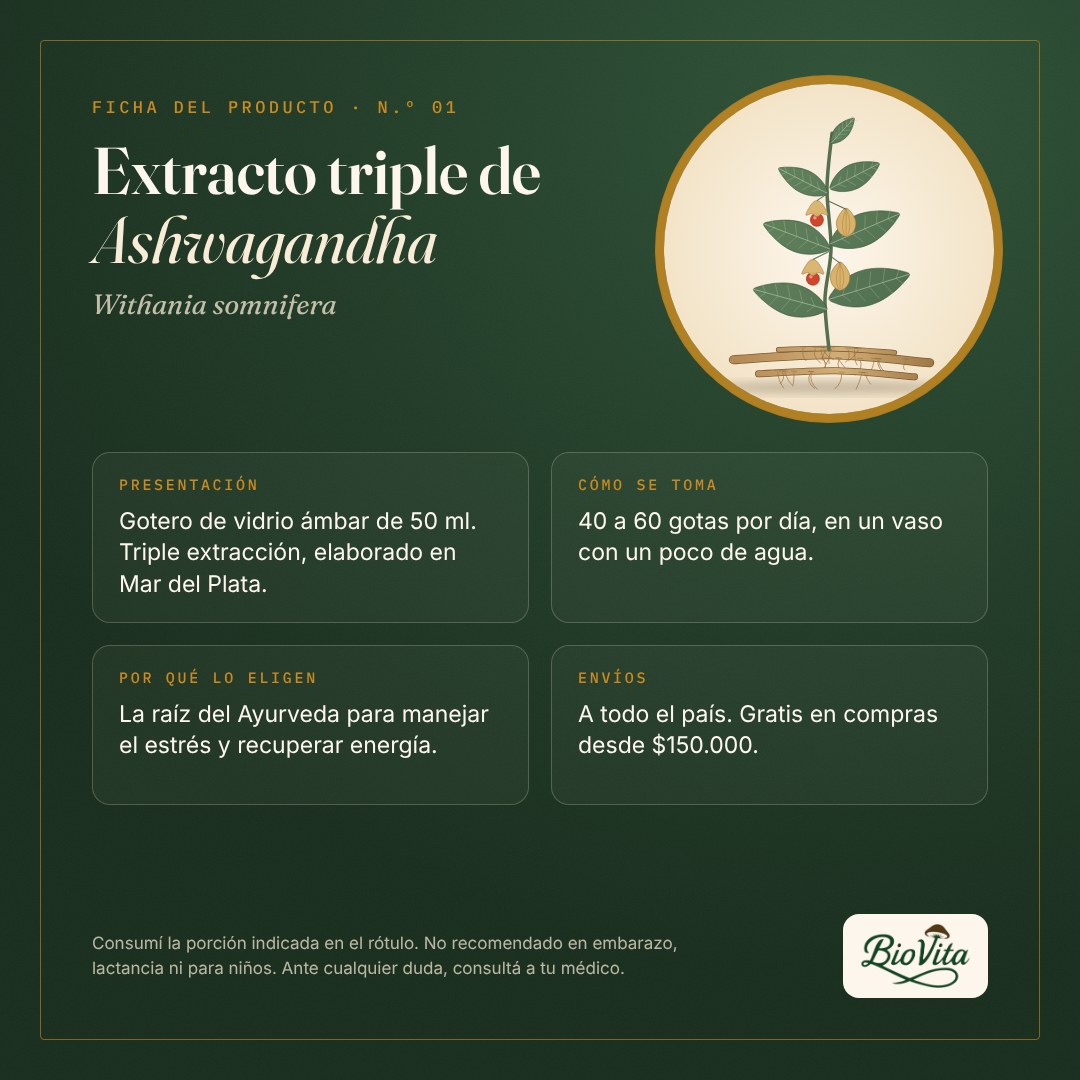 FICHA DEL PRODUCTO · N.º 01
Extracto triple de
Ashwagandha
Withania somnifera
PRESENTACIÓN
Gotero de vidrio ámbar de 50 ml.
Triple extracción, elaborado en
Mar del Plata.
CÓMO SE TOMA
40 a 60 gotas por día, en un vaso
con un poco de agua.
POR QUÉ LO ELIGEN
La raíz del Ayurveda para manejar
el estrés y recuperar energía.
ENVÍOS
A todo el país. Gratis en compras
desde $150.000.
Consumí la porción indicada en el rótulo. No recomendado en embarazo,
lactancia ni para niños. Ante cualquier duda, consultá a tu médico.
BioVita